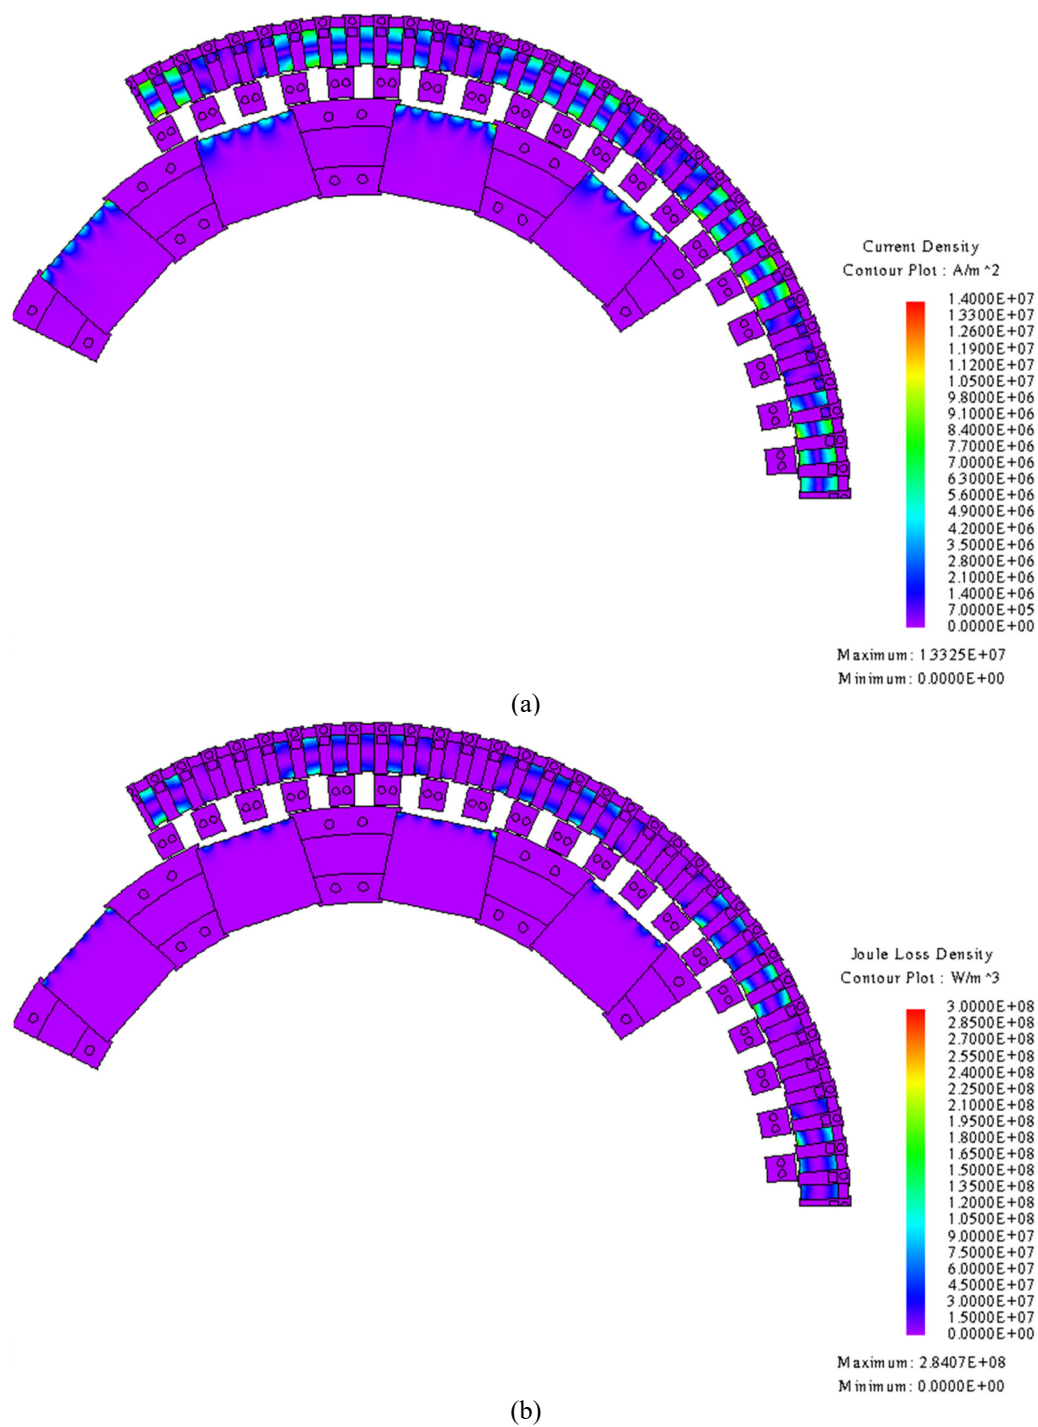 Current Density
Contour Plot : A/m^2
1.4000E+07
1.3300E+07
1.2600E+07
1.1900E+07
1.1200E+07
1.0500E+07
9.8000E+06
9.1000E+06
8.4000E+06
7.7000E+06
7.0000E+06
6.3000E+06
5.6000E+06
4.9000E+06
4.2000E+06
3.5000E+06
2.8000E+06
2.1000E+06
1.4000E+06
7.0000E+05
0.0000E+00
Maximum: 1.3325E+07
Minimum: 0.0000E+00
(a)
Joule Loss Density
Contour Plot : W/m^3
3.0000E+08
2.8500E+08
2.7000E+08
2.5500E+08
2.4000E+08
2.2500E+08
2.1000E+08
1.9500E+08
1.8000E+08
1.6500E+08
1.5000E+08
1.3500E+08
1.2000E+08
1.0500E+08
9.0000E+07
7.5000E+07
6.0000E+07
4.5000E+07
3.0000E+07
1.5000E+07
0.0000E+00
Maximum: 2.8407E+08
Minimum: 0.0000E+00
(b)